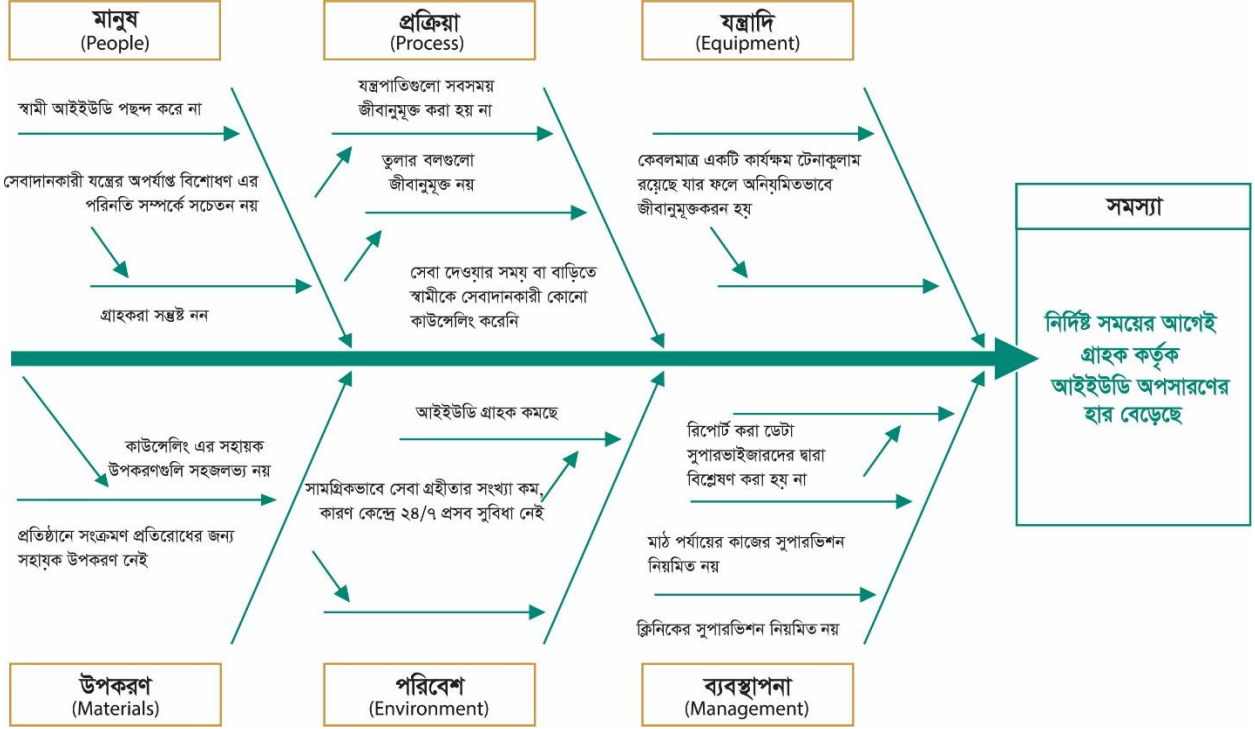 মানুষ
(People)
প্রক্রিয়া
(Process)
যন্ত্রাদি
(Equipment)
স্বামী আইইউডি পছন্দ করে না
সেবাদানকারী যন্ত্রের অপর্যাপ্ত বিশোধণ এর
পরিনতি সম্পর্কে সচেতন নয়
গ্রাহকরা সন্তুষ্ট নন
যন্ত্রপাতিগুলো সবসময়
জীবানুমূক্ত করা হয় না
তুলার বলগুলো
জীবানুমূক্ত নয়
সেবা দেওয়ার সময় বা বাড়িতে
স্বামীকে সেবাদানকারী কোনো
কাউন্সেলিং করেনি
কেবলমাত্র একটি কার্যক্ষম টেনাকুলাম
রয়েছে যার ফলে অনিয়মিতভাবে
জীবানুমূক্তকরন হয়
সমস্যা
নির্দিষ্ট সময়ের আগেই
গ্রাহক কর্তৃক
আইইউডি অপসারণের
হার বেড়েছে
কাউন্সেলিং এর সহায়ক
উপকরণগুলি সহজলভ্য নয়
প্রতিষ্ঠানে সংক্রমণ প্রতিরোধের জন্য
সহায়ক উপকরণ নেই
আইইউডি গ্রাহক কমছে
সামগ্রিকভাবে সেবা গ্রহীতার সংখ্যা কম,
কারণ কেন্দ্রে ২৪/৭ প্রসব সুবিধা নেই
রিপোর্ট করা ডেটা
সুপারভাইজারদের দ্বারা
বিশ্লেষণ করা হয় না
মাঠ পর্যায়ের কাজের সুপারভিশন
নিয়মিত নয়
ক্লিনিকের সুপারভিশন নিয়মিত নয়
উপকরণ
(Materials)
পরিবেশ
(Environment)
ব্যবস্থাপনা
(Management)